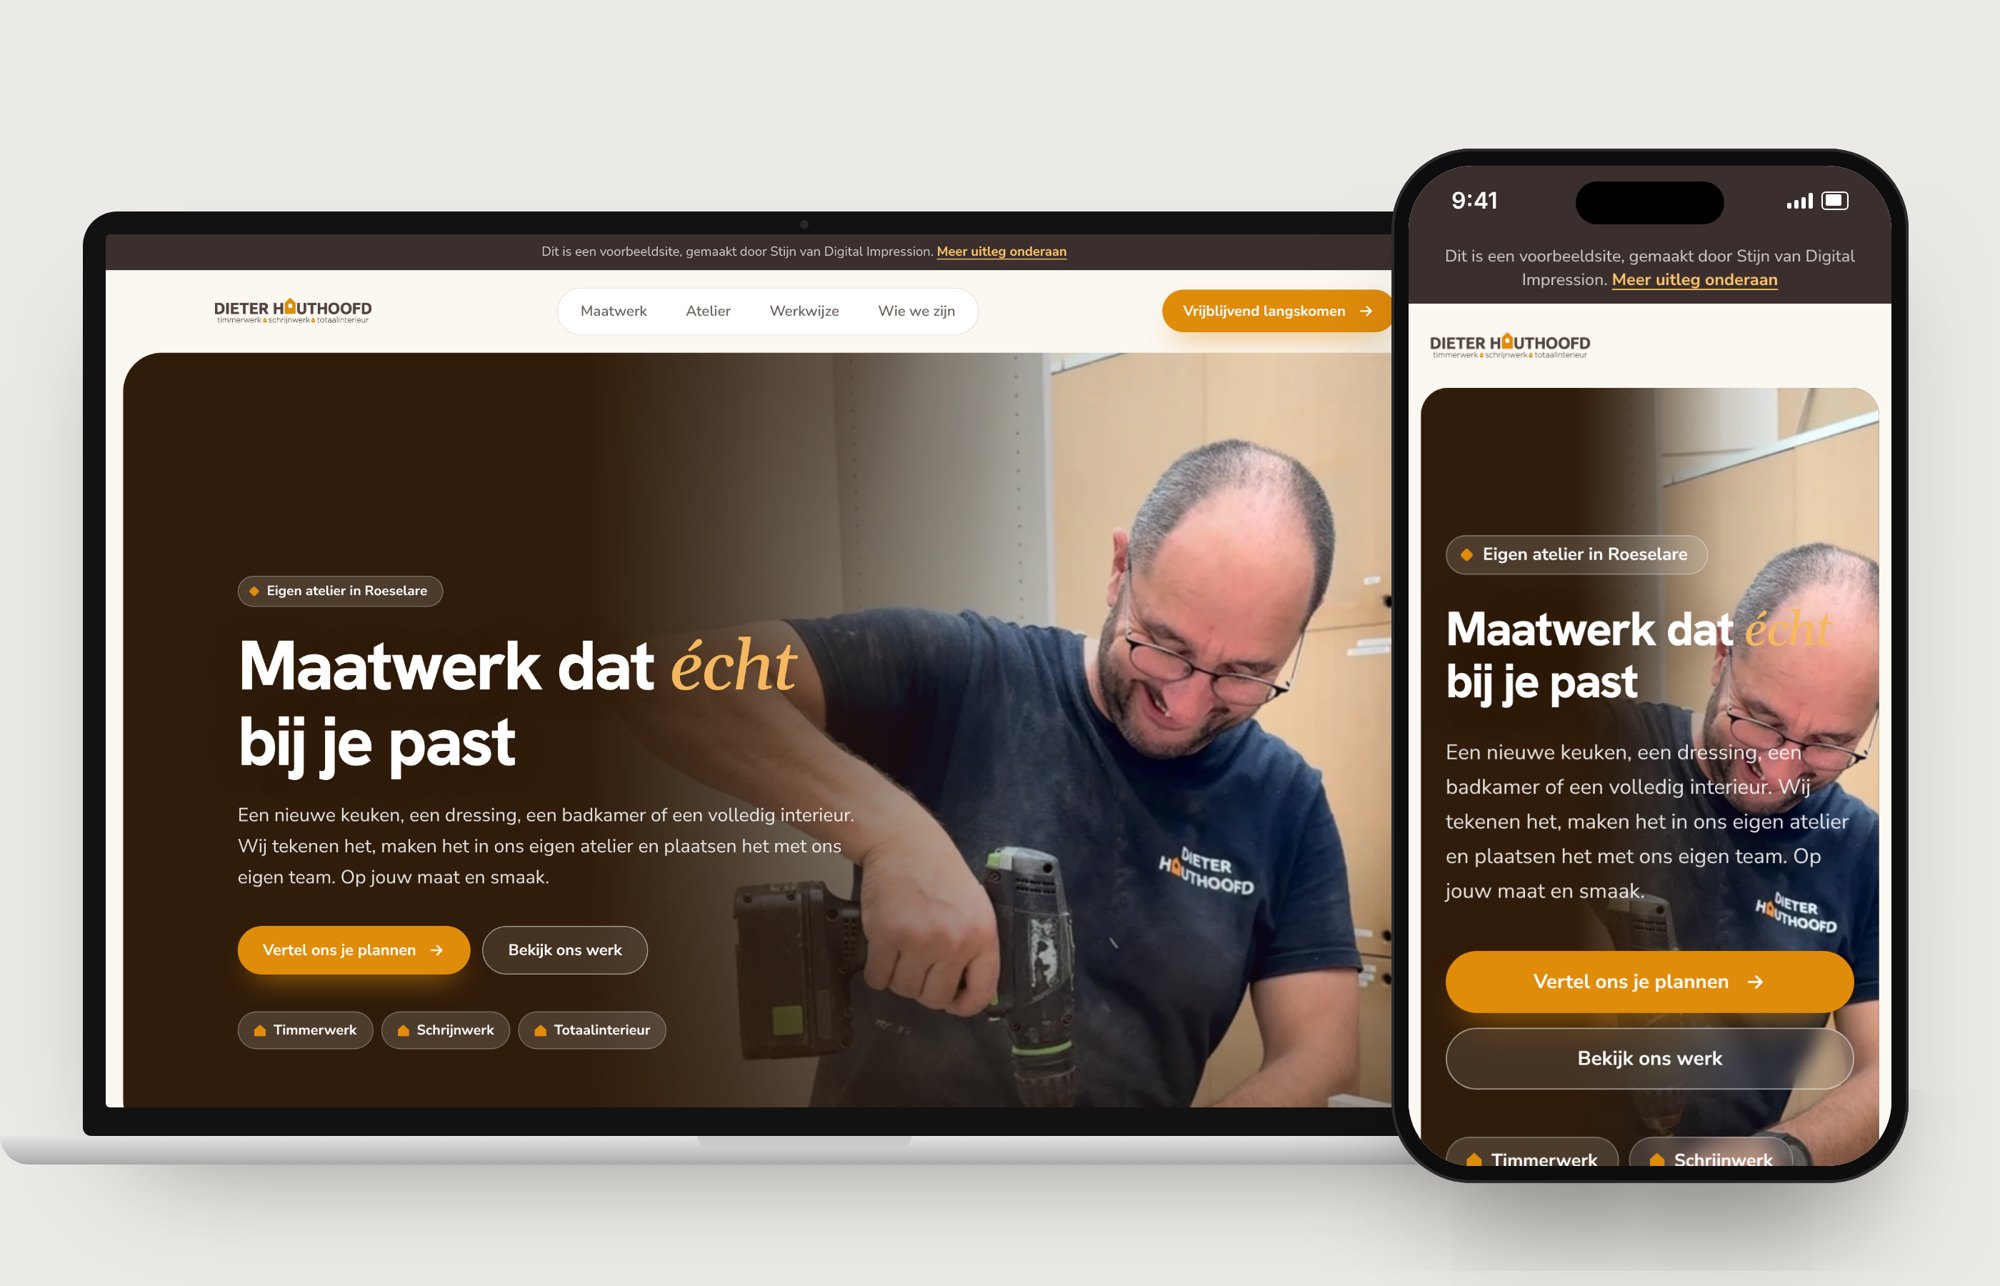 Dit is een voorbeeldsite, gemaakt door Stijn van Digital Impression. Meer uitleg onderaan
DIETER HOUTHOOFD
timmerwerk schrijnwerk totaalinterieur
Maatwerk Atelier Werkwijze Wie we zijn
Vrijblijvend langskomen →
Eigen atelier in Roeselare
Maatwerk dat écht
bij je past
Een nieuwe keuken, een dressing, een badkamer of een volledig interieur.
Wij tekenen het, maken het in ons eigen atelier en plaatsen het met ons
eigen team. Op jouw maat en smaak.
Vertel ons je plannen →
Bekijk ons werk
Timmerwerk Schrijnwerk Totaalinterieur
DIETER
HOUTHOOFD
9:41
Dit is een voorbeeldsite, gemaakt door Stijn van Digital
Impression. Meer uitleg onderaan
DIETER HOUTHOOFD
timmerwerk schrijnwerk totaalinterieur
Eigen atelier in Roeselare
Maatwerk dat écht
bij je past
Een nieuwe keuken, een dressing, een
badkamer of een volledig interieur. Wij
tekenen het, maken het in ons eigen atelier
en plaatsen het met ons eigen team. Op
jouw maat en smaak.
DIETER
HOUTHOOFD
Vertel ons je plannen →
Bekijk ons werk
Timmerwerk Schrijnwerk